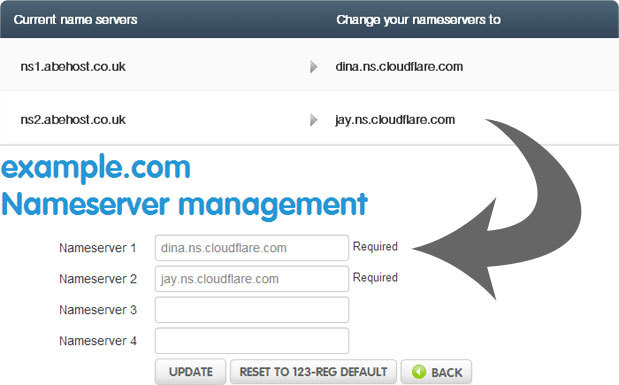 Current name servers Change your nameservers to
ns1.abehost.co.uk dina.ns.cloudflare.com
ns2.abehost.co.uk jay.ns.cloudflare.com
example.com
Nameserver management
Nameserver 1 dina.ns.cloudflare.com Required
Nameserver 2 jay.ns.cloudflare.com Required
Nameserver 3
Nameserver 4
UPDATE RESET TO 123-REG DEFAULT BACK